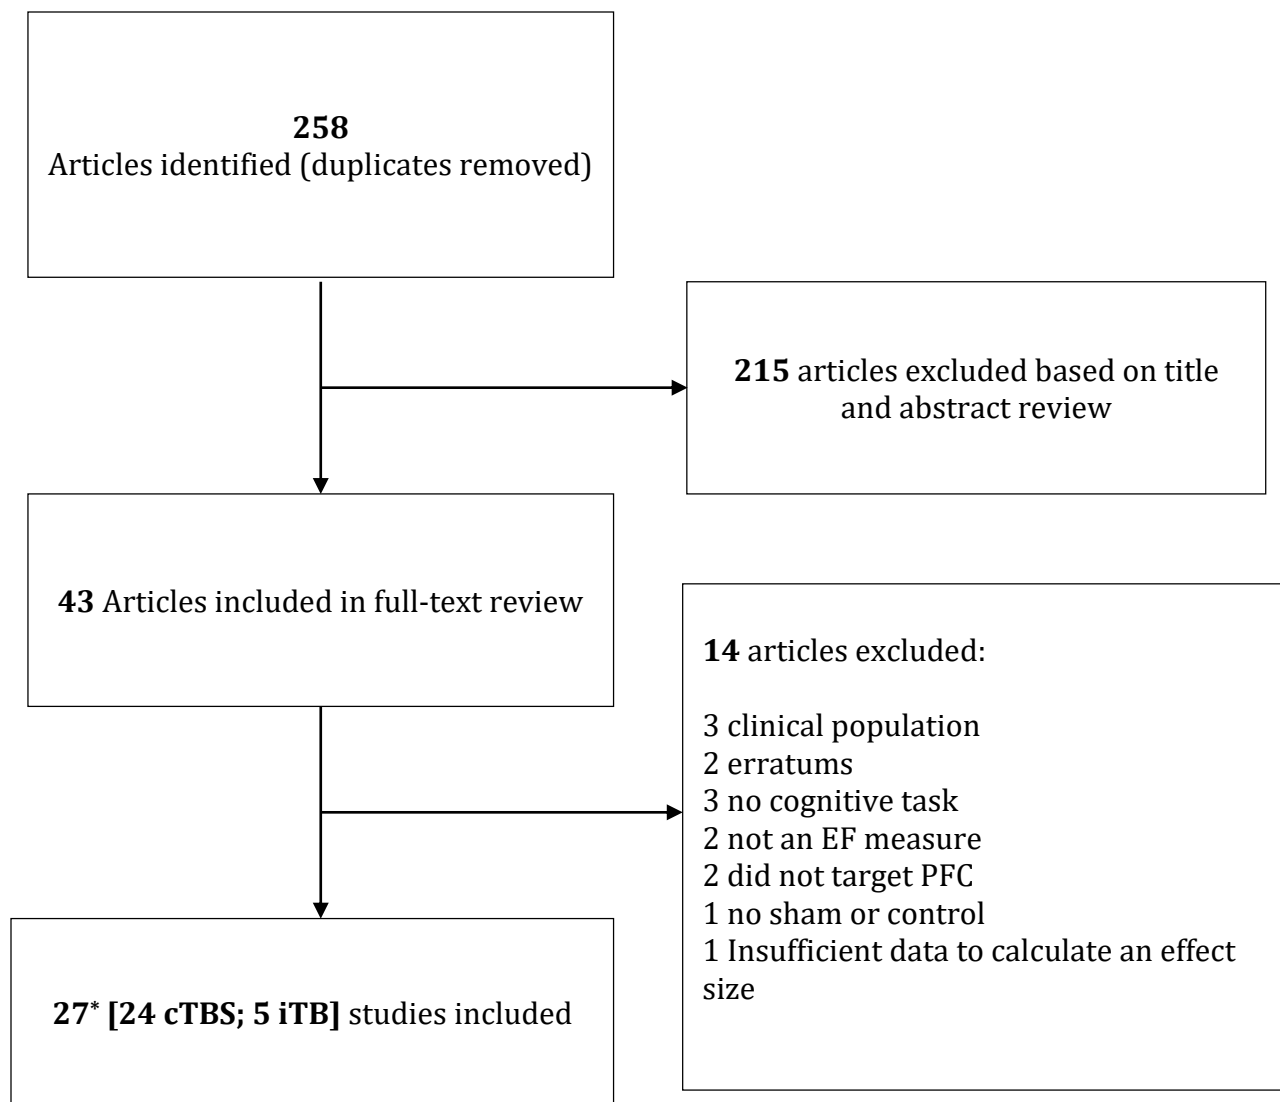 258
Articles identified (duplicates removed)
215 articles excluded based on title
and abstract review
43 Articles included in full-text review
14 articles excluded:
3 clinical population
2 erratums
3 no cognitive task
2 not an EF measure
2 did not target PFC
1 no sham or control
1 Insufficient data to calculate an effect
size
27* [24 cTBS; 5 iTB] studies included